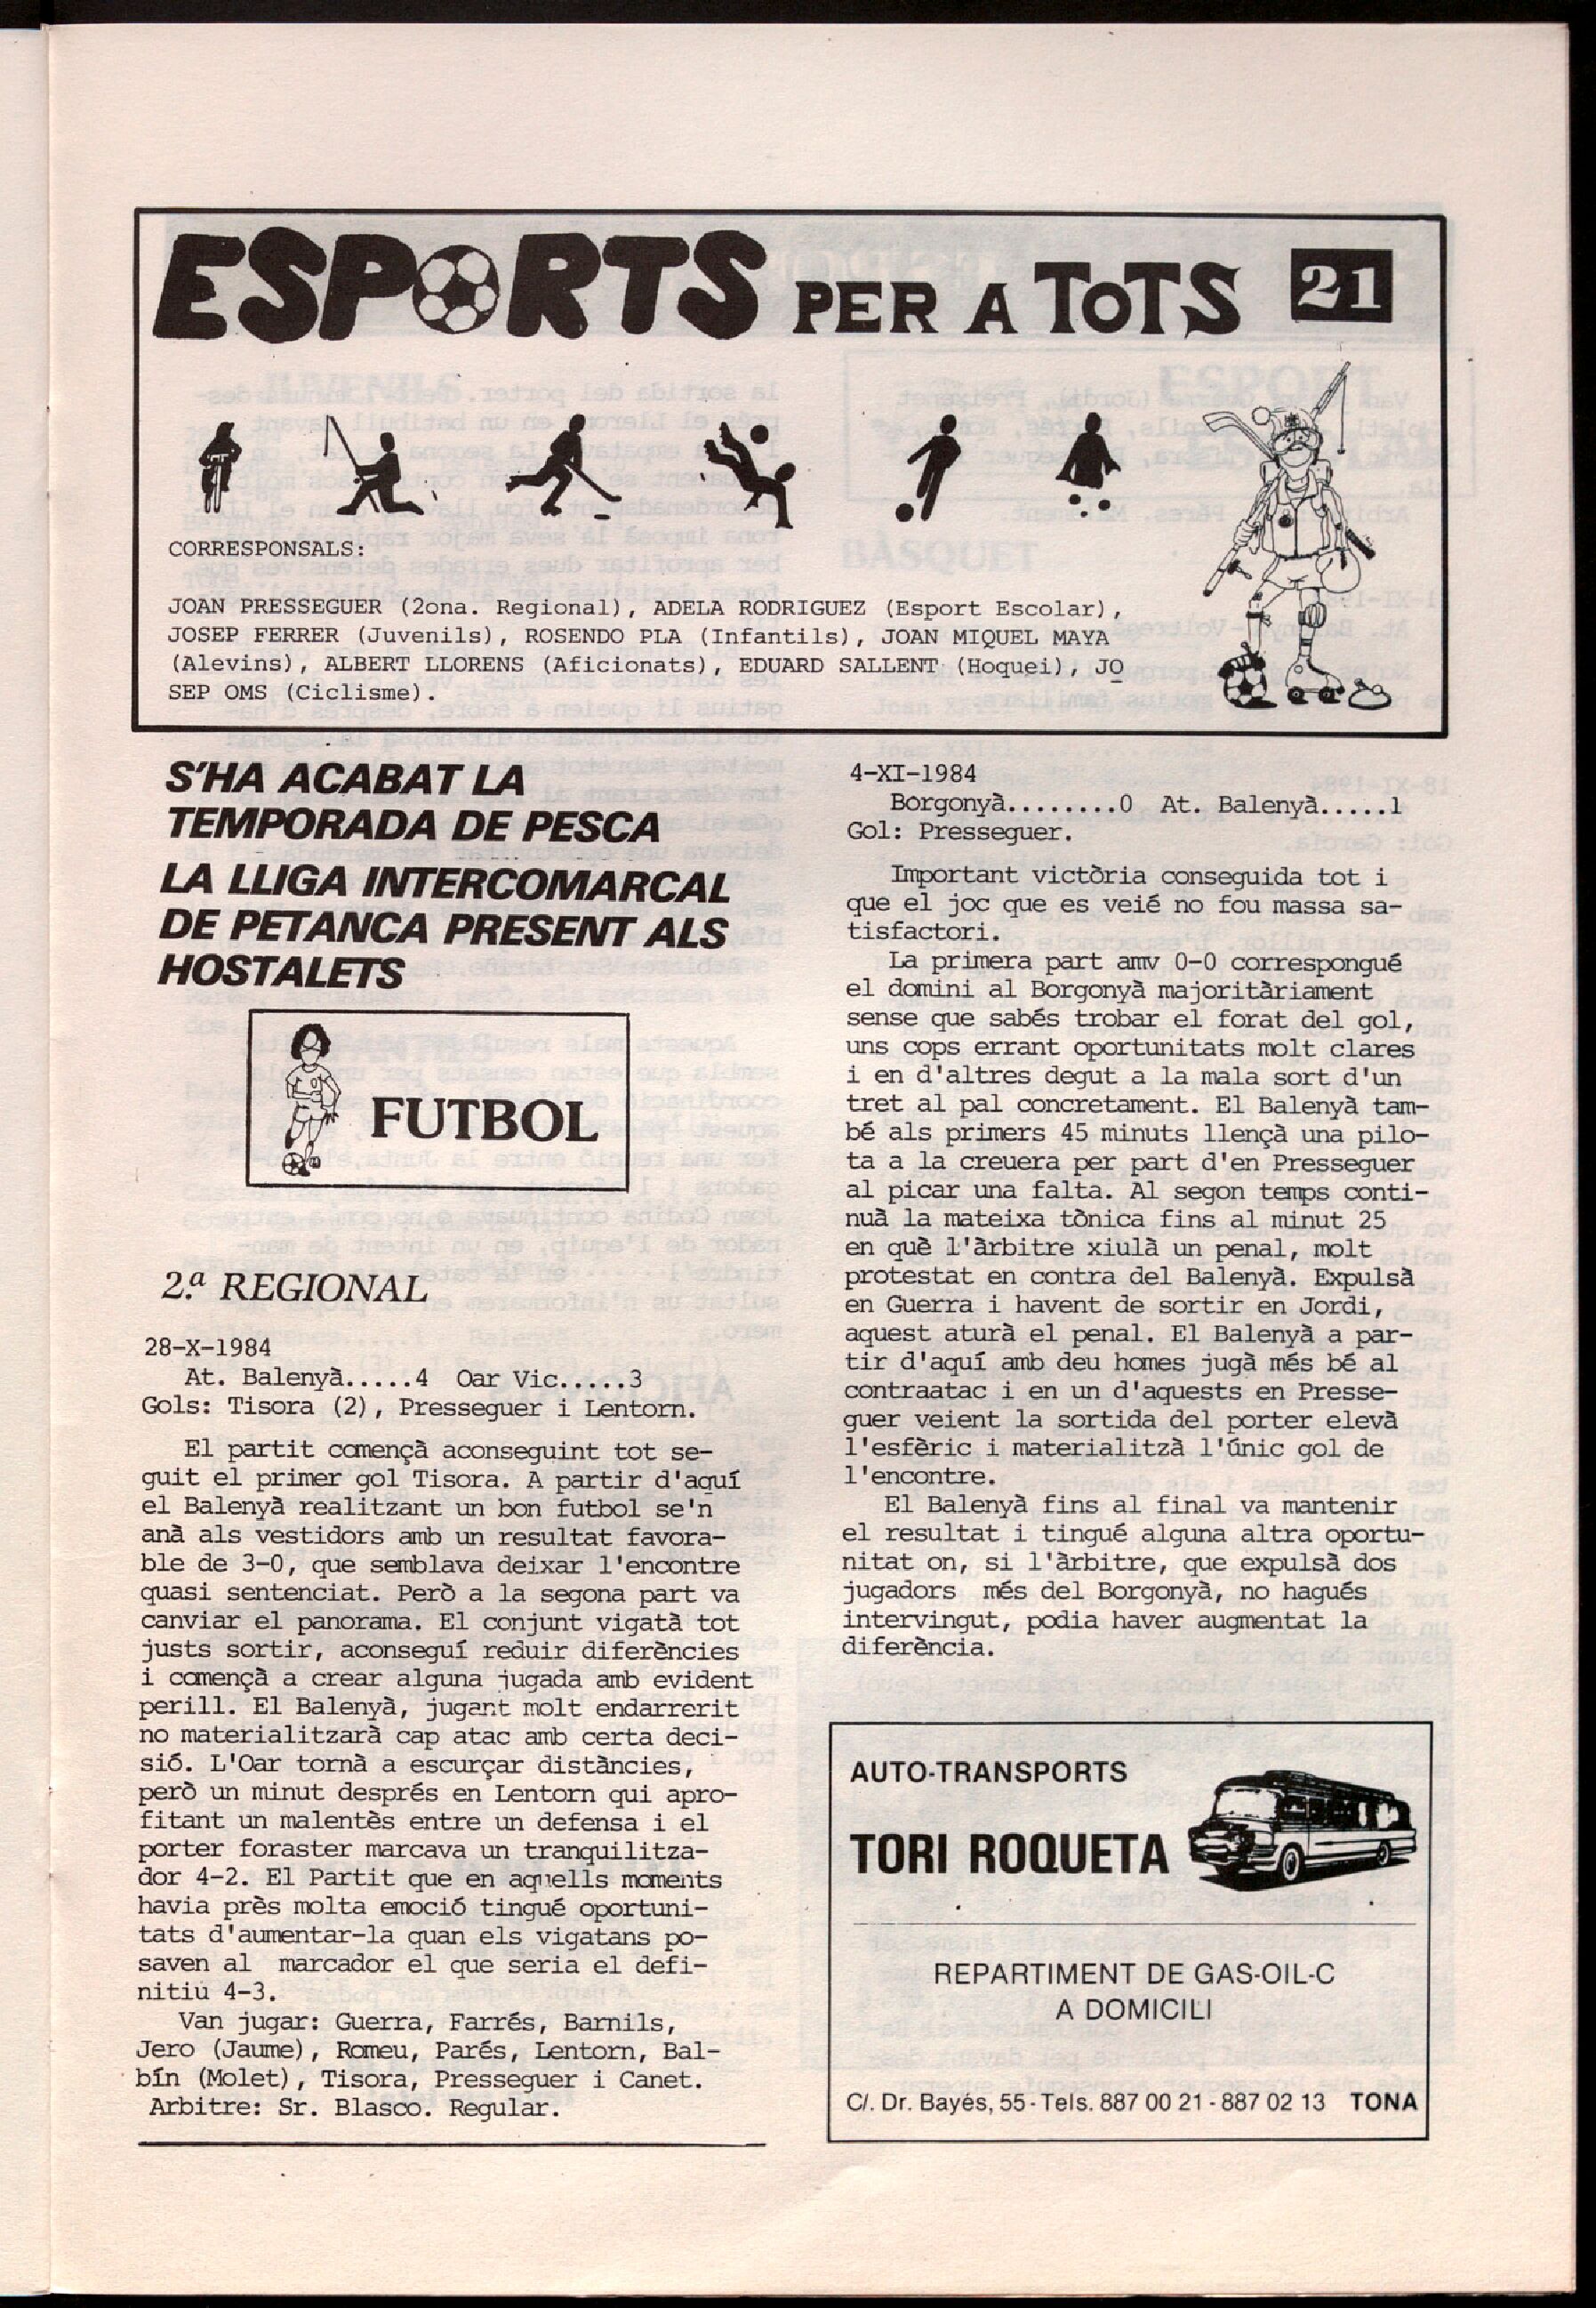 ESPORTS PER A TOTS 21
CORRESPONSALS:
JOAN PRESSEGUER (2ona. Regional), ADELA RODRIGUEZ (Esport Escolar),
JOSEP FERRER (Juvenils), ROSENDO PLA (Infantils), JOAN MIQUEL MAYA
(Alevins), ALBERT LLORENS (Aficionats), EDUARD SALLENT (Hoquei), JO
SEP OMS (Ciclisme).
S'HA ACABAT LA
TEMPORADA DE PESCA
LA LLIGA INTERCOMARCAL
DE PETANCA PRESENT ALS
HOSTALETS
FUTBOL
2.ª REGIONAL
28-X-1984
At. Balenyà.....4 Oar Vic.....3
Gols: Tisora (2), Presseguer i Lentorn.
El partit començà aconseguint tot se-
guit el primer gol Tisora. A partir d'aquí
el Balenyà realitzant un bon futbol se'n
anà als vestidors amb un resultat favora-
ble de 3-0, que semblava deixar l'encontre
quasi sentenciat. Però a la segona part va
canviar el panorama. El conjunt vigatà tot
justs sortir, aconseguí reduir diferències
i començà a crear alguna jugada amb evident
perill. El Balenyà, jugant molt endarrerit
no materialitzarà cap atac amb certa deci-
sió. L'Oar tornà a escurçar distàncies,
però un minut després en Lentorn qui apro-
fitant un malentès entre un defensa i el
porter foraster marcava un tranquilitza-
dor 4-2. El Partit que en aquells moments
havia près molta emoció tingué oportuni-
tats d'aumentar-la quan els vigatans po-
saven al marcador el que seria el defi-
nitiu 4-3.
Van jugar: Guerra, Farrés, Barnils,
Jero (Jaume), Romeu, Parés, Lentorn, Bal-
bín (Molet), Tisora, Presseguer i Canet.
Arbitre: Sr. Blasco. Regular.
4-XI-1984
Borgonyà........0 At. Balenyà.....1
Gol: Presseguer.
Important victòria conseguida tot i
que el joc que es veié no fou massa sa-
tisfactori.
La primera part amv 0-0 correspongué
el domini al Borgonyà majoritàriament
sense que sabés trobar el forat del gol,
uns cops errant oportunitats molt clares
i en d'altres degut a la mala sort d'un
tret al pal concretament. El Balenyà tam-
bé als primers 45 minuts llençà una pilo-
ta a la creuera per part d'en Presseguer
al picar una falta. Al segon temps conti-
nuà la mateixa tònica fins al minut 25
en què l'àrbitre xiulà un penal, molt
protestat en contra del Balenyà. Expulsà
en Guerra i havent de sortir en Jordi,
aquest aturà el penal. El Balenyà a par-
tir d'aquí amb deu homes jugà més bé al
contraatac i en un d'aquests en Presse-
guer veient la sortida del porter elevà
l'esfèric i materialitzà l'únic gol de
l'encontre.
El Balenyà fins al final va mantenir
el resultat i tingué alguna altra oportu-
nitat on, si l'àrbitre, que expulsà dos
jugadors més del Borgonyà, no hagués
intervingut, podia haver augmentat la
diferència.
AUTO-TRANSPORTS
TORI ROQUETA
REPARTIMENT DE GAS-OIL-C
A DOMICILI
C/. Dr. Bayés, 55 - Tels. 887 00 21 - 887 02 13 TONA